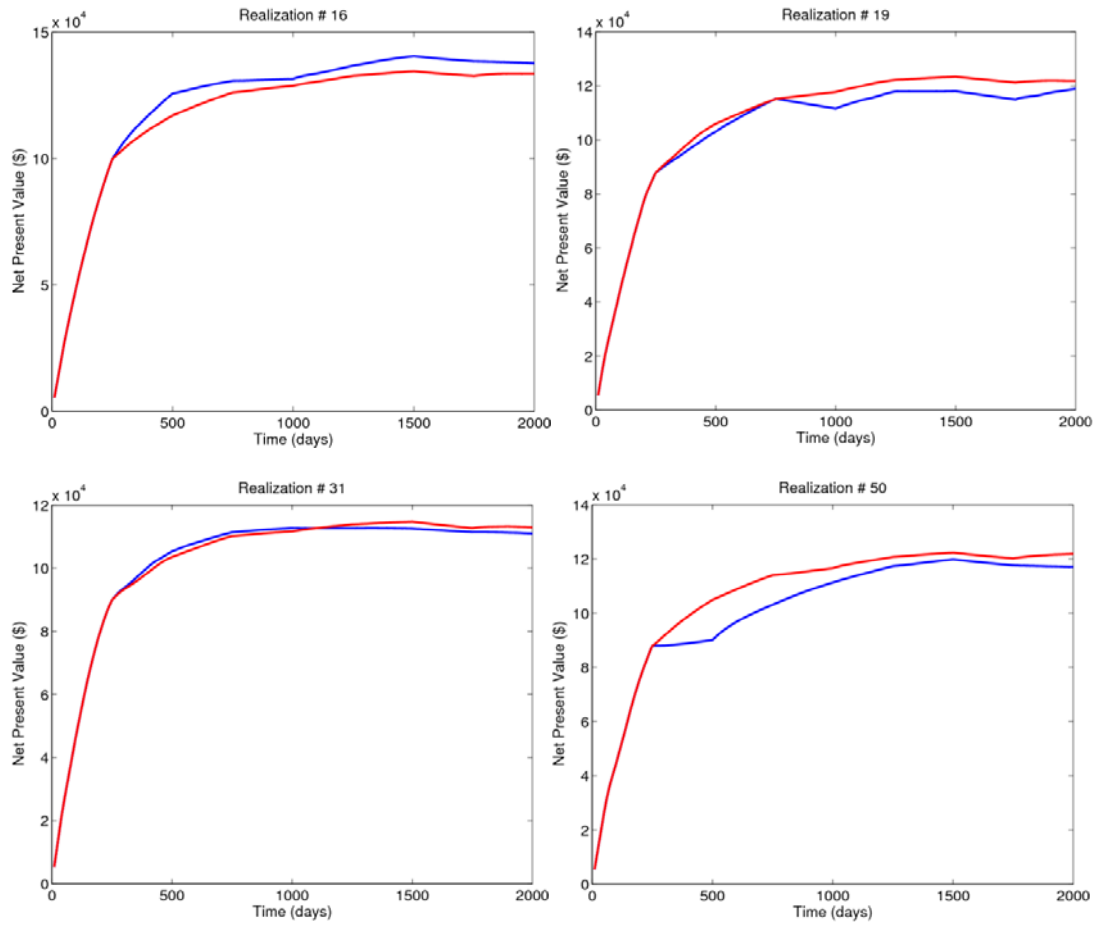 Realization # 16
x 10^4
15
10
5
0
0 500 1000 1500 2000
Time (days)
Net Present Value ($)
Realization # 19
x 10^4
14
12
10
8
6
4
2
0
0 500 1000 1500 2000
Time (days)
Net Present Value ($)
Realization # 31
x 10^4
12
10
8
6
4
2
0
0 500 1000 1500 2000
Time (days)
Net Present Value ($)
Realization # 50
x 10^4
14
12
10
8
6
4
2
0
0 500 1000 1500 2000
Time (days)
Net Present Value ($)